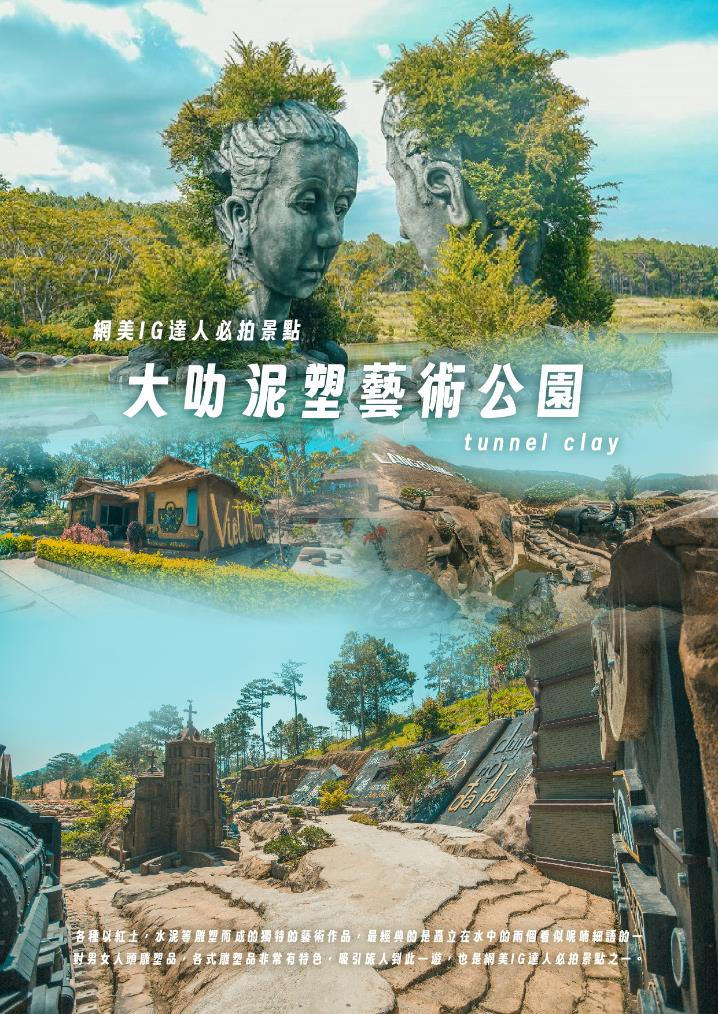 網美IG達人必拍景點
大叻泥塑藝術公園
tunnel clay
LANGBIANG
Việt Nam
各種以紅土，水泥等雕塑而成的獨特的藝術作品，最經典的是矗立在水中的兩個看似呢喃細語的一
對男女人頭雕塑品，各式雕塑品非常有特色，吸引旅人到此一遊，也是網美IG達人必拍景點之一。